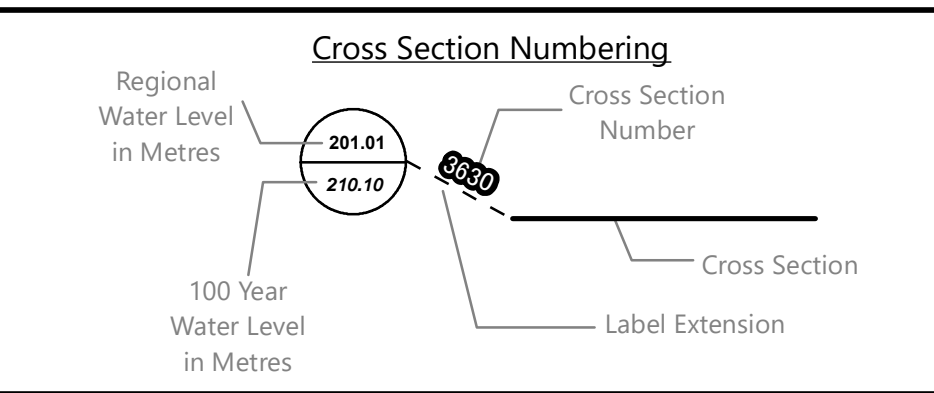 Cross Section Numbering
Regional
Water Level
in Metres
201.01
210.10
3630
Cross Section
Number
Cross Section
Label Extension
100 Year
Water Level
in Metres